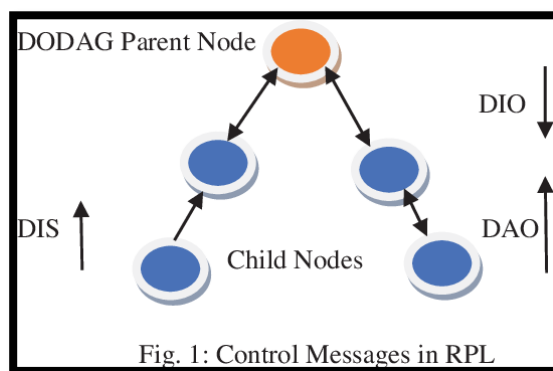 DODAG Parent Node
DIO
DIS
DAO
Child Nodes
Fig. 1: Control Messages in RPL